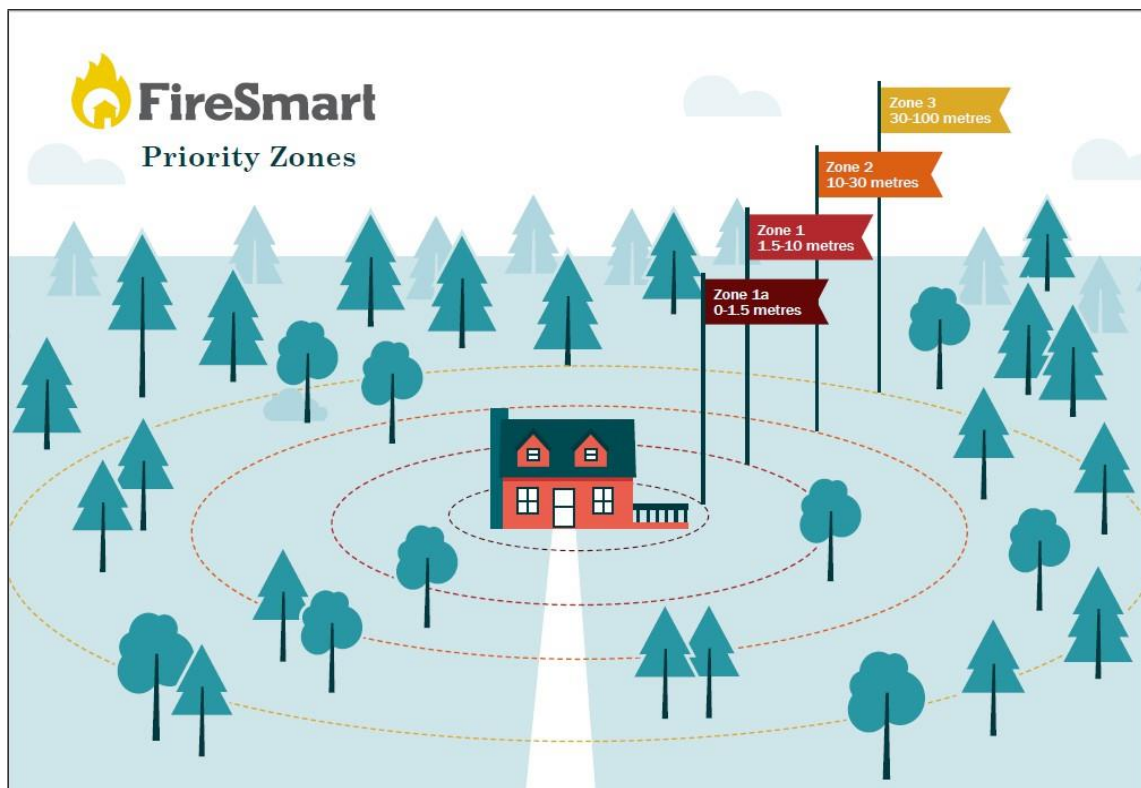 FireSmart
Priority Zones
Zone 3
30-100 metres
Zone 2
10-30 metres
Zone 1
1.5-10 metres
Zone 1a
0-1.5 metres